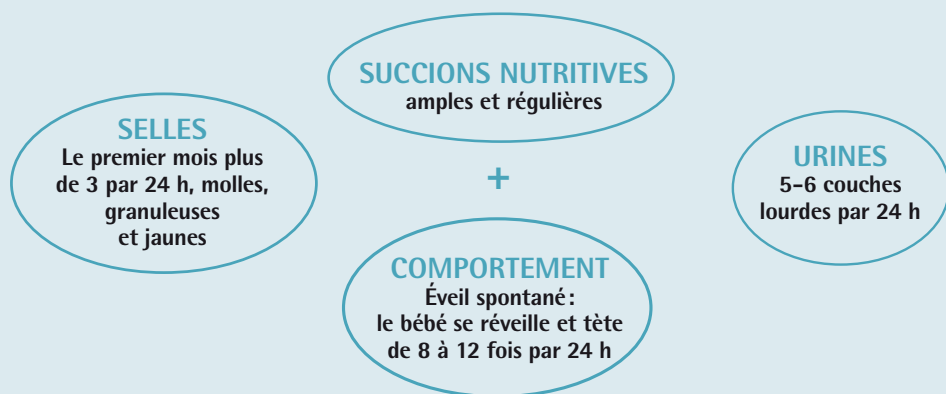 SUCCIONS NUTRITIVES
amples et régulières
SELLES
Le premier mois plus
de 3 par 24 h, molles,
granuleuses
et jaunes
+
URINES
5-6 couches
lourdes par 24 h
COMPORTEMENT
Éveil spontané :
le bébé se réveille et tète
de 8 à 12 fois par 24 h